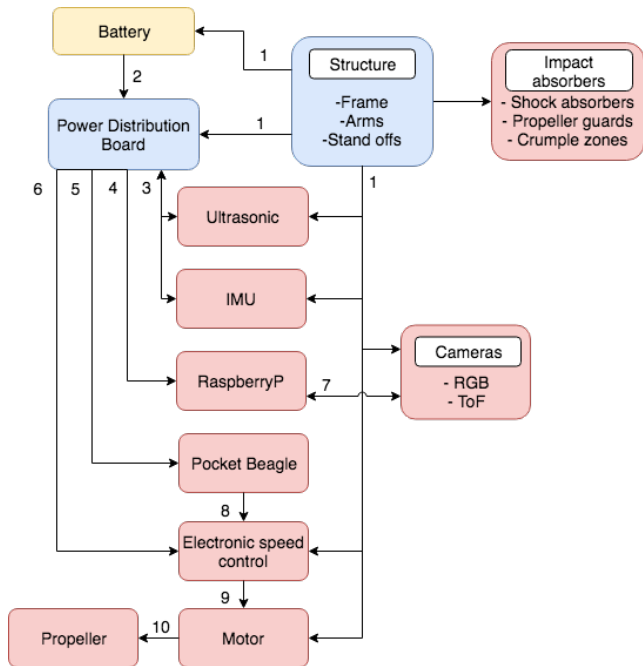 Battery
1
Structure
-Frame
-Arms
-Stand offs
Impact
absorbers
- Shock absorbers
- Propeller guards
- Crumple zones
2
Power Distribution
Board
1
1
6
5
4
3
Ultrasonic
IMU
RaspberryP
7
Cameras
- RGB
- ToF
Pocket Beagle
8
Electronic speed
control
9
Propeller
10
Motor